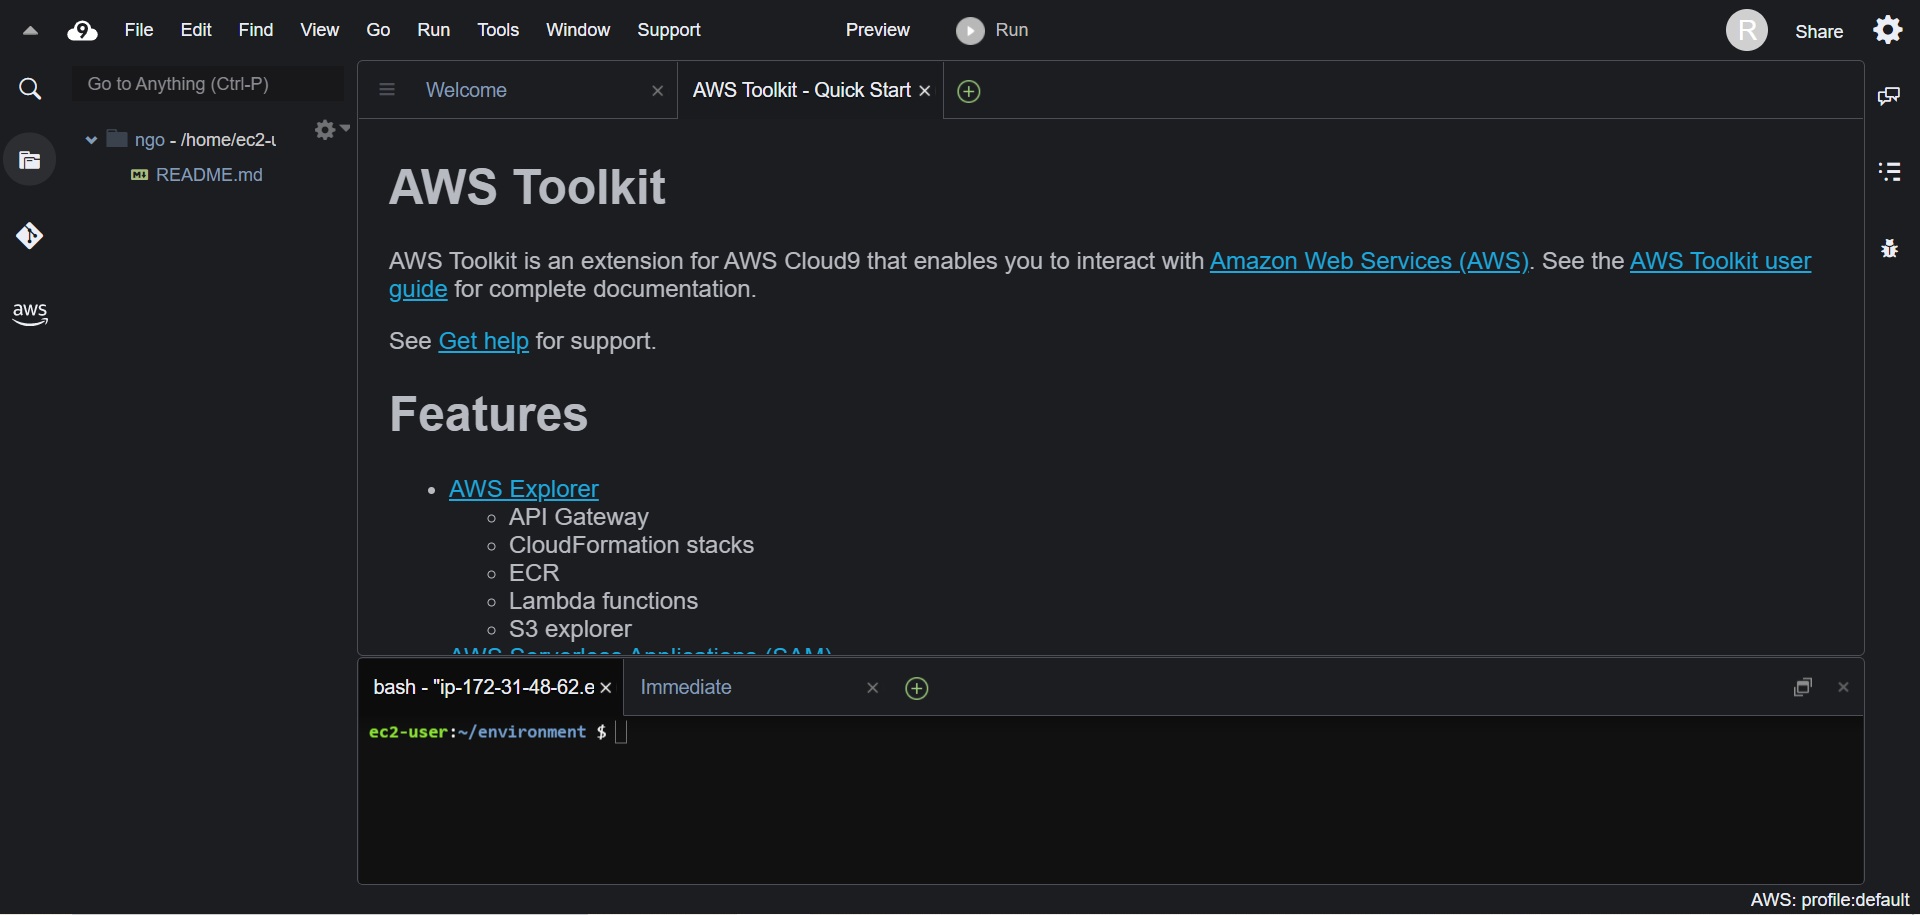 File Edit Find View Go Run Tools Window Support Preview Run R Share
Go to Anything (Ctrl-P)
Welcome AWS Toolkit - Quick Start
ngo - /home/ec2-u
README.md
aws
AWS Toolkit
AWS Toolkit is an extension for AWS Cloud9 that enables you to interact with Amazon Web Services (AWS). See the AWS Toolkit user
guide for complete documentation.
See Get help for support.
Features
AWS Explorer
API Gateway
CloudFormation stacks
ECR
Lambda functions
S3 explorer
AWS Serverless Applications (SAM)
bash - "ip-172-31-48-62.e Immediate
ec2-user:~/environment $
AWS: profile:default